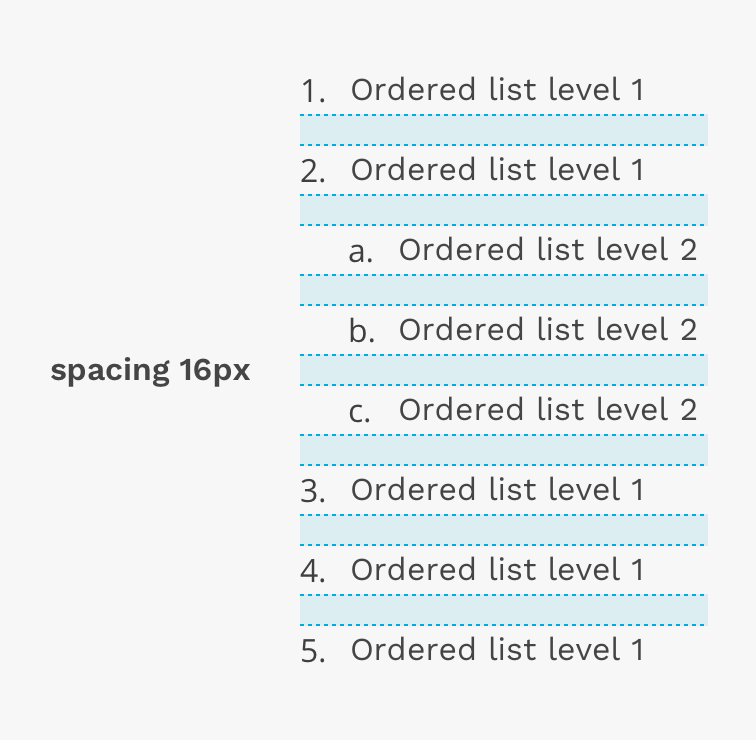 1. Ordered list level 1
2. Ordered list level 1
a. Ordered list level 2
b. Ordered list level 2
spacing 16px
c. Ordered list level 2
3. Ordered list level 1
4. Ordered list level 1
5. Ordered list level 1